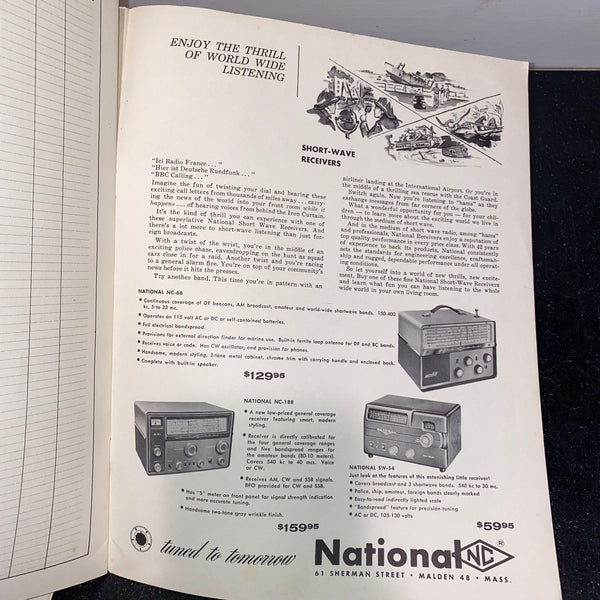 ENJOY THE THRILL
OF WORLD WIDE
LISTENING
SHORT-WAVE
RECEIVERS
"Ici Radio France . . ."
"Hier ist Deutsche Rundfunk . . ."
"BBC Calling . . ."
Imagine the fun of twisting your dial and bearing these
exciting call letters from thousands of miles away . . . carry-
ing the news of the world into your front room while it
happens . . . of hearing voices from behind the Iron Curtain.
It's the kind of thrill you can experience with one of
these superlative National Short Wave Receivers. And
there's a lot more to short-wave listening than just for-
eign broadcasts.
With a twist of the wrist, you're in the middle of an
exciting police chase, eavesdropping on the hunt as squad
cars close in for a raid. Another twist and you're racing
to a general alarm fire. You're on top of your community's
news before it hits the presses.
Try another band. This time you're in pattern with an
airliner landing at the International Airport. Or you're in
the middle of a thrilling sea rescue with the Coast Guard.
Switch again. Now you're listening to "hams" as they
exchange messages from far corners of the globe.
What a wonderful opportunity for you — for your chil-
dren — to learn more about the exciting world we live in
through the medium of short wave.
And in the medium of short wave radio, among "hams"
and professionals, National Receivers enjoy a reputation of
top quality performance in every price class. With 42 years
of experience to back its products, National consistently
sets the standards for engineering excellence, craftsman-
ship and rugged, dependable performance under all operat-
ing conditions.
So let yourself into a world of new thrills, new excite-
ment. Buy one of these fine National Short-Wave Receivers
and learn what fun you can have listening to the whole
wide world in your own living room.
NATIONAL NC-66
• Continuous coverage of DF beacons, AM broadcast, amateur and world-wide shortwave bands. 150-400
kc, 5 to 23 mc.
• Operates on 115 volt AC or DC or self-contained batteries.
• Full electrical bandspread.
• Provisions for external direction finder for marine use. Built-in ferrite loop antenna for DF and BC bands.
• Receives voice or code. Has CW oscillator; and provision for phones.
• Handsome, modern styling, 3-tone metal cabinet, chrome trim with carrying handle and enclosed back.
• Complete with built-in speaker.
$129.95
NATIONAL NC-188
• A new low-priced general coverage
receiver featuring smart, modern
styling.
• Receiver is directly calibrated for
the four general coverage ranges
and five bandspread ranges for
the amateur bands (80-10 meters)
Covers 540 kc to 40 mcs. Voice
or CW.
• Receives AM, CW and SSB signals.
BFO provided for CW and SSB.
• Has "S" meter on front panel for signal strength indication
and more accurate tuning.
• Handsome two-tone gray wrinkle finish.
$159.95
NATIONAL SW-54
Just look at the features of this astonishing little receiver!
• Covers broadcast and 3 shortwave bands. 540 kc to 30 mc.
• Police, ship, amateur, foreign bands clearly marked
• Easy-to-read indirectly lighted scale
• "Bandspread" feature for precision tuning
• AC or DC, 105-130 volts
$59.95
tuned to tomorrow
National NC ®
61 SHERMAN STREET • MALDEN 48 • MASS.